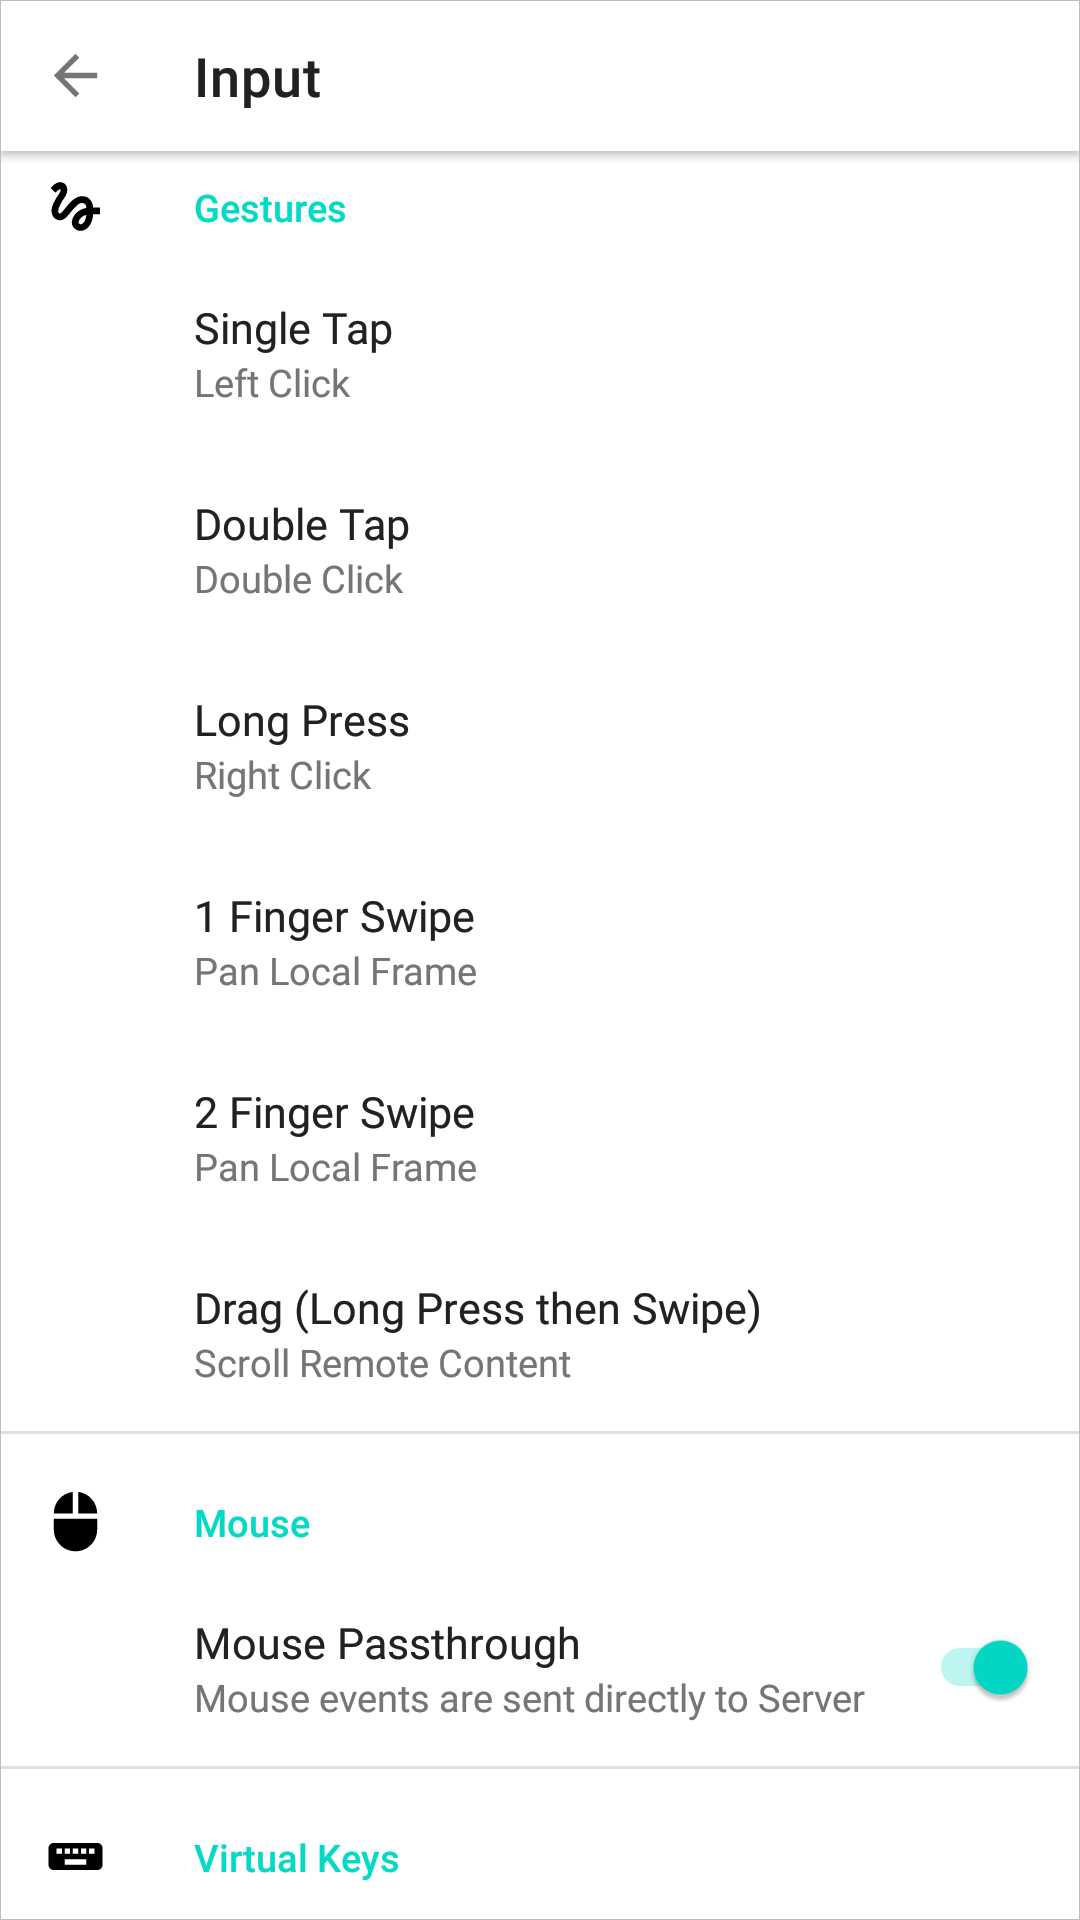 Input
Gestures
Single Tap
Left Click
Double Tap
Double Click
Long Press
Right Click
1 Finger Swipe
Pan Local Frame
2 Finger Swipe
Pan Local Frame
Drag (Long Press then Swipe)
Scroll Remote Content
Mouse
Mouse Passthrough
Mouse events are sent directly to Server
Virtual Keys